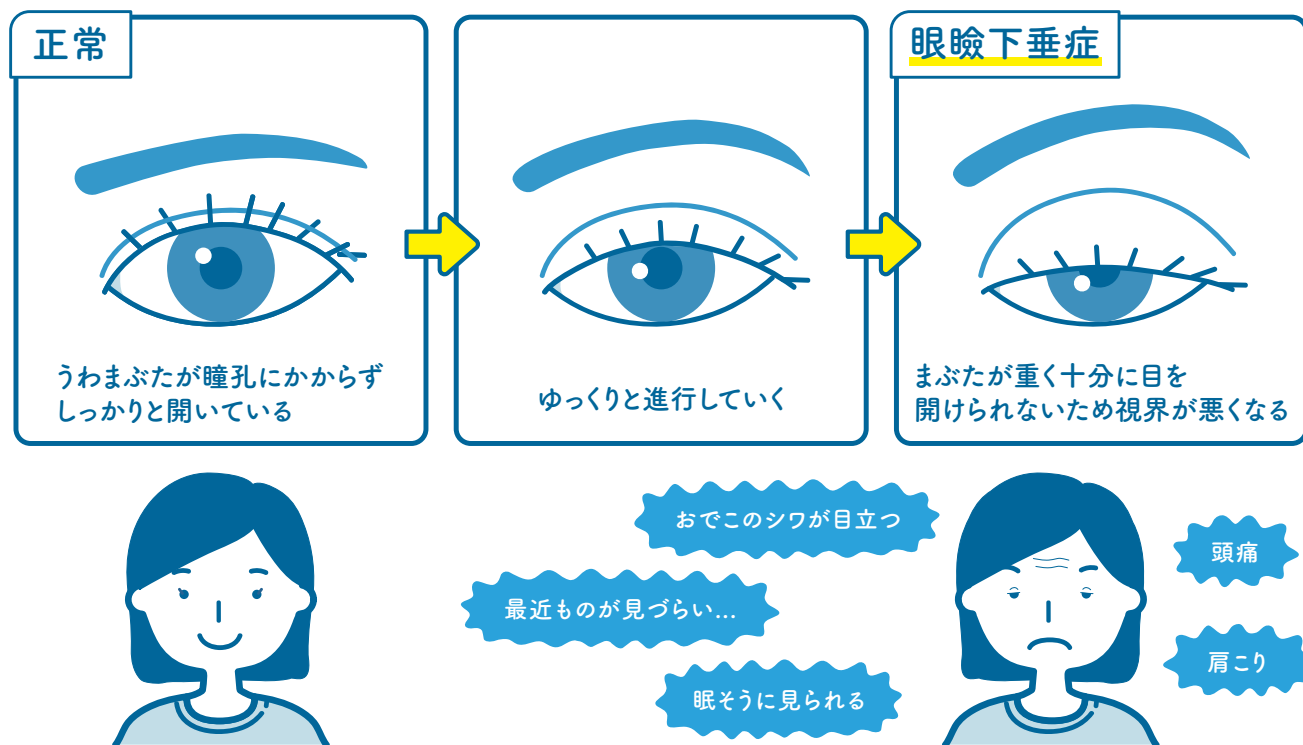 正常
うわまぶたが瞳孔にかからず
しっかりと開いている
ゆっくりと進行していく
眼瞼下垂症
まぶたが重く十分に目を
開けられないため視界が悪くなる
おでこのシワが目立つ
最近ものが見づらい…
眠そうに見られる
頭痛
肩こり